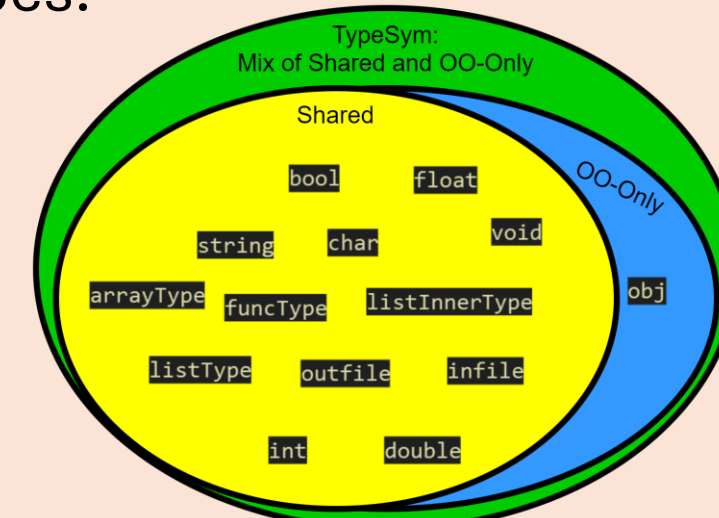 TypeSym:
Mix of Shared and OO-Only
Shared
OO-Only
bool float
void
string char
arrayType funcType listInnerType obj
listType outfile infile
int double